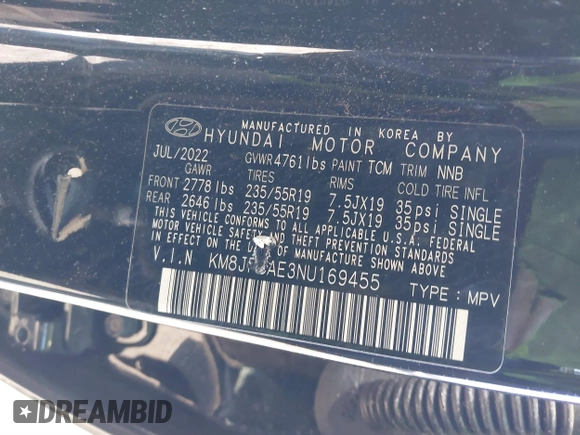 MANUFACTURED IN KOREA BY
HYUNDAI MOTOR COMPANY
JUL/2022 GVWR 4761lbs PAINT TCM TRIM NNB
GAWR TIRES RIMS COLD TIRE INFL
FRONT 2778lbs 235/55R19 7.5JX19 35psi SINGLE
REAR 2646lbs 235/55R19 7.5JX19 35psi SINGLE
THIS VEHICLE CONFORMS TO ALL APPLICABLE U.S.A FEDERAL
MOTOR VEHICLE SAFETY AND THEFT PREVENTION STANDARDS
IN EFFECT ON THE DATE OF MANUFACTURE SHOWN ABOVE
V.I.N
TYPE: MPV
DREAMBID